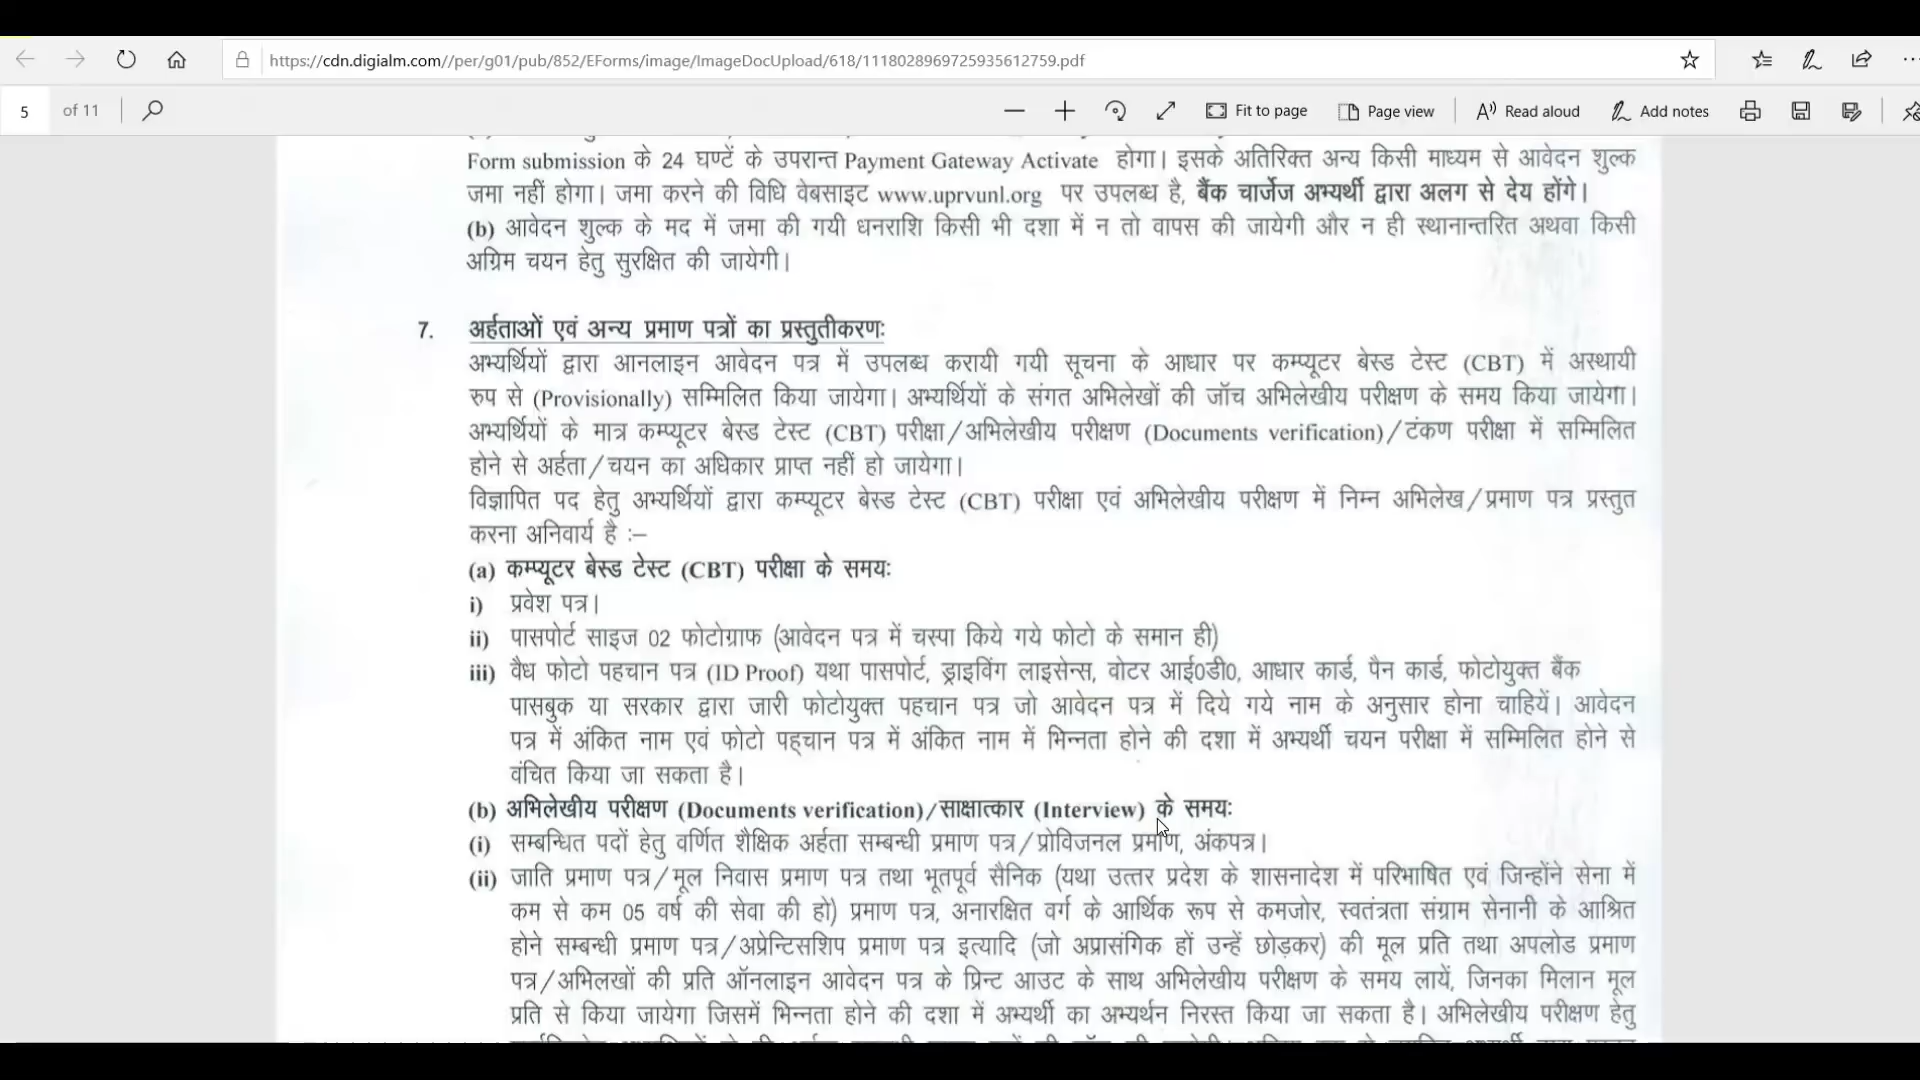 https://cdn.digialm.com//per/g01/pub/852/EForms/image/ImageDocUpload/618/1118028969725935612759.pdf
5 of 11 Fit to page Page view Read aloud Add notes
Form submission के 24 घण्टें के उपरान्त Payment Gateway Activate होगा। इसके अतिरिक्त अन्य किसी माध्यम से आवेदन शुल्क
जमा नहीं होगा। जमा करने की विधि वेबसाइट www.uprvunl.org पर उपलब्ध है, बैंक चार्जेज अभ्यर्थी द्वारा अलग से देय होंगे।
(b) आवेदन शुल्क के मद में जमा की गयी धनराशि किसी भी दशा में न तो वापस की जायेगी और न ही स्थानान्तरित अथवा किसी
अग्रिम चयन हेतु सुरक्षित की जायेगी।
7. अर्हताओं एवं अन्य प्रमाण पत्रों का प्रस्तुतीकरणः
अभ्यर्थियों द्वारा आनलाइन आवेदन पत्र में उपलब्ध करायी गयी सूचना के आधार पर कम्प्यूटर बेस्ड टेस्ट (CBT) में अस्थायी
रुप से (Provisionally) सम्मिलित किया जायेगा। अभ्यर्थियों के संगत अभिलेखों की जॉच अभिलेखीय परीक्षण के समय किया जायेगा।
अभ्यर्थियों के मात्र कम्प्यूटर बेस्ड टेस्ट (CBT) परीक्षा/अभिलेखीय परीक्षण (Documents verification)/टंकण परीक्षा में सम्मिलित
होने से अर्हता/चयन का अधिकार प्राप्त नहीं हो जायेगा।
विज्ञापित पद हेतु अभ्यर्थियों द्वारा कम्प्यूटर बेस्ड टेस्ट (CBT) परीक्षा एवं अभिलेखीय परीक्षण में निम्न अभिलेख/प्रमाण पत्र प्रस्तुत
करना अनिवार्य है :–
(a) कम्प्यूटर बेस्ड टेस्ट (CBT) परीक्षा के समयः
i) प्रवेश पत्र।
ii) पासपोर्ट साइज 02 फोटोग्राफ (आवेदन पत्र में चस्पा किये गये फोटो के समान ही)
iii) वैध फोटो पहचान पत्र (ID Proof) यथा पासपोर्ट, ड्राइविंग लाइसेन्स, वोटर आई0डी0, आधार कार्ड, पैन कार्ड, फोटोयुक्त बैंक
पासबुक या सरकार द्वारा जारी फोटोयुक्त पहचान पत्र जो आवेदन पत्र में दिये गये नाम के अनुसार होना चाहियें। आवेदन
पत्र में अंकित नाम एवं फोटो पहचान पत्र में अंकित नाम में भिन्नता होने की दशा में अभ्यर्थी चयन परीक्षा में सम्मिलित होने से
वंचित किया जा सकता है।
(b) अभिलेखीय परीक्षण (Documents verification)/साक्षात्कार (Interview) के समयः
(i) सम्बन्धित पदों हेतु वर्णित शैक्षिक अर्हता सम्बन्धी प्रमाण पत्र/प्रोविजनल प्रमाण, अंकपत्र।
(ii) जाति प्रमाण पत्र/मूल निवास प्रमाण पत्र तथा भूतपूर्व सैनिक (यथा उत्तर प्रदेश के शासनादेश में परिभाषित एवं जिन्होंने सेना में
कम से कम 05 वर्ष की सेवा की हो) प्रमाण पत्र, अनारक्षित वर्ग के आर्थिक रूप से कमजोर, स्वतंत्रता संग्राम सेनानी के आश्रित
होने सम्बन्धी प्रमाण पत्र/अप्रेन्टिसशिप प्रमाण पत्र इत्यादि (जो अप्रासंगिक हों उन्हें छोड़कर) की मूल प्रति तथा अपलोड प्रमाण
पत्र/अभिलखों की प्रति ऑनलाइन आवेदन पत्र के प्रिन्ट आउट के साथ अभिलेखीय परीक्षण के समय लायें, जिनका मिलान मूल
प्रति से किया जायेगा जिसमें भिन्नता होने की दशा में अभ्यर्थी का अभ्यर्थन निरस्त किया जा सकता है। अभिलेखीय परीक्षण हेतु